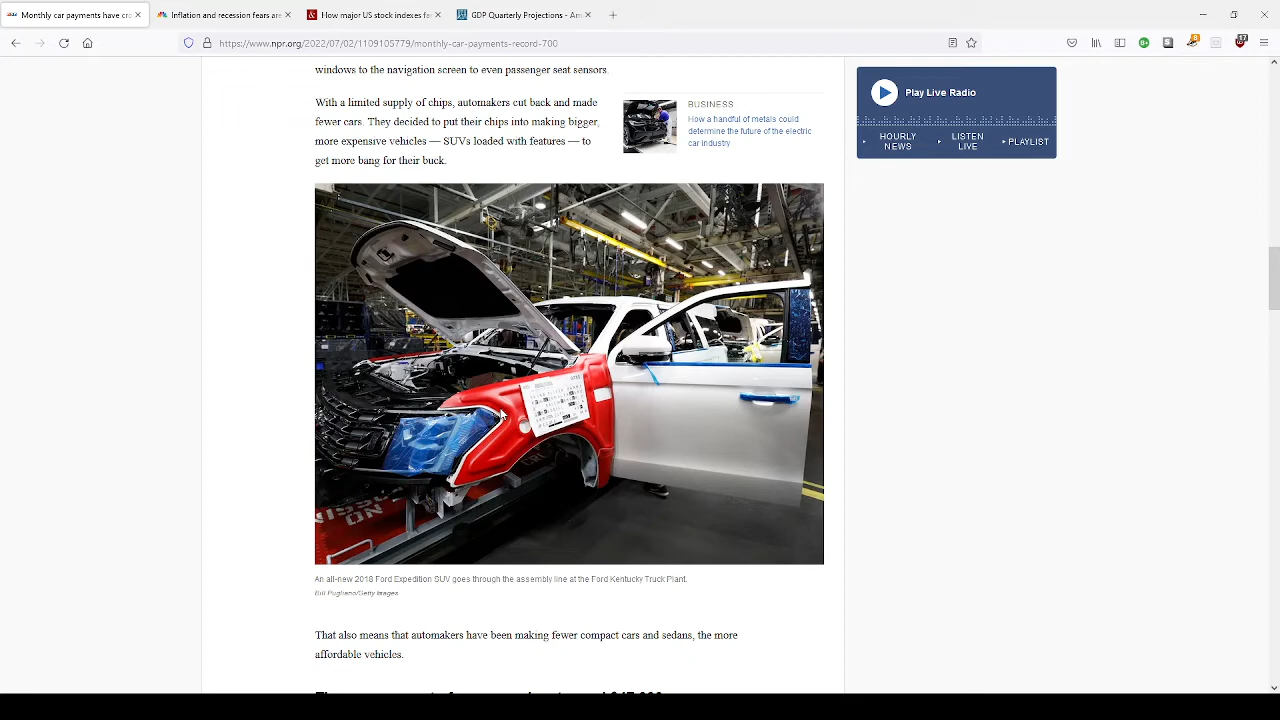 Monthly car payments have cro
Inflation and recession fears are
How major US stock indexes far
GDP Quarterly Projections - Am
https://www.npr.org/2022/07/02/1109105779/monthly-car-payments-record-700
windows to the navigation screen to even passenger seat sensors.
With a limited supply of chips, automakers cut back and made
fewer cars. They decided to put their chips into making bigger,
more expensive vehicles — SUVs loaded with features — to
get more bang for their buck.
BUSINESS
How a handful of metals could
determine the future of the electric
car industry
Play Live Radio
HOURLY NEWS
LISTEN LIVE
PLAYLIST
An all-new 2018 Ford Expedition SUV goes through the assembly line at the Ford Kentucky Truck Plant.
Bill Pugliano/Getty Images
That also means that automakers have been making fewer compact cars and sedans, the more
affordable vehicles.